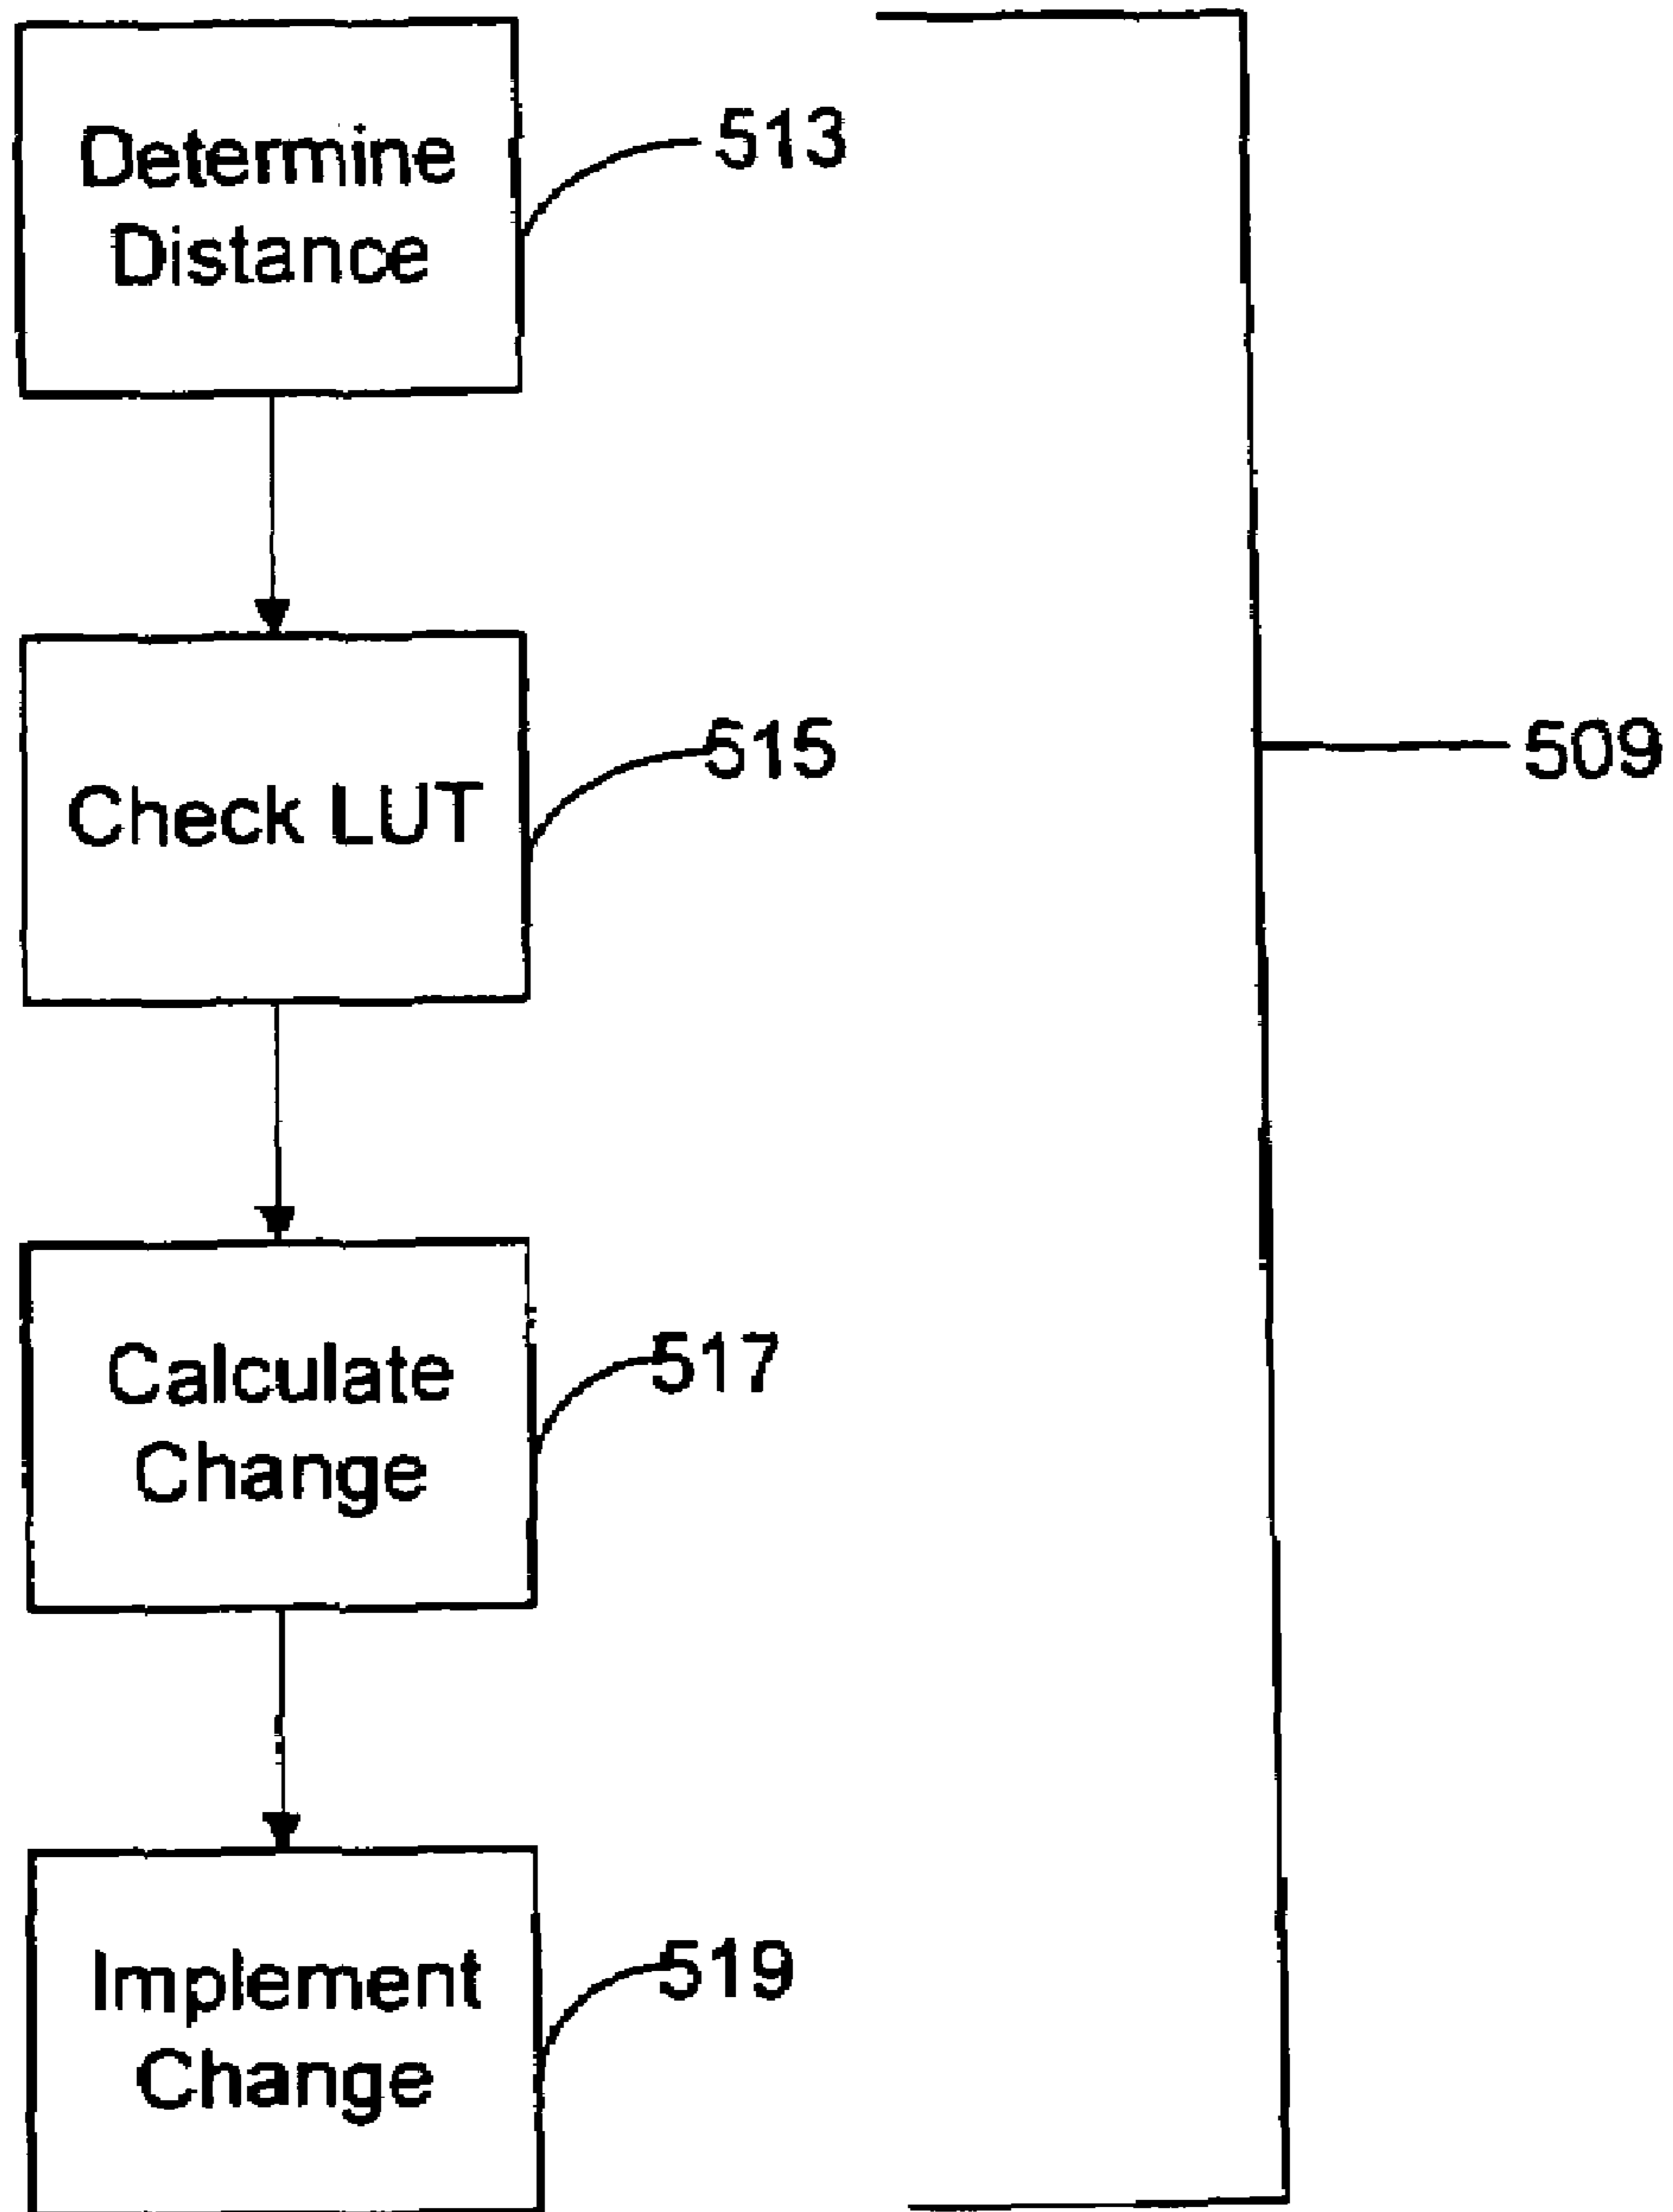 Determine
Distance
513
Check LUT
515
509
Calculate
Change
517
Implement
Change
519